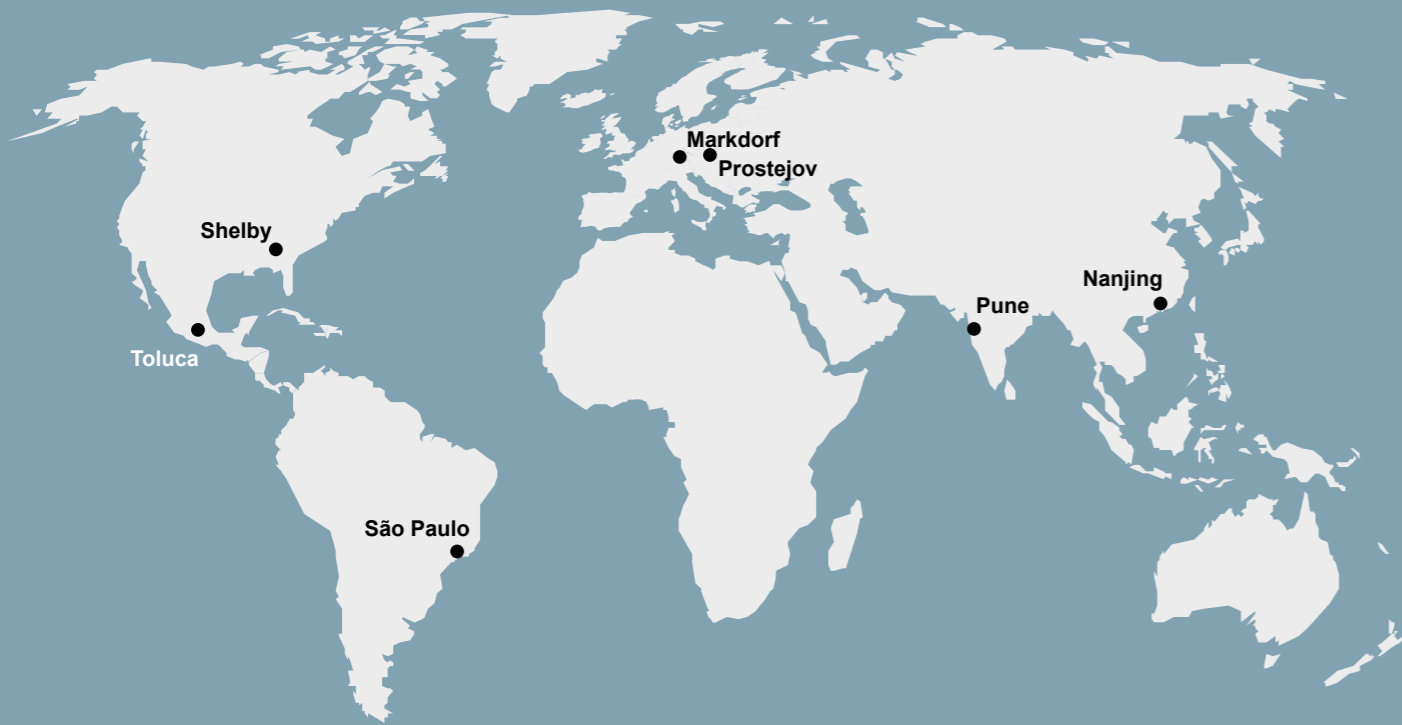 Markdorf
Prostejov
Shelby
Nanjing
Pune
Toluca
São Paulo